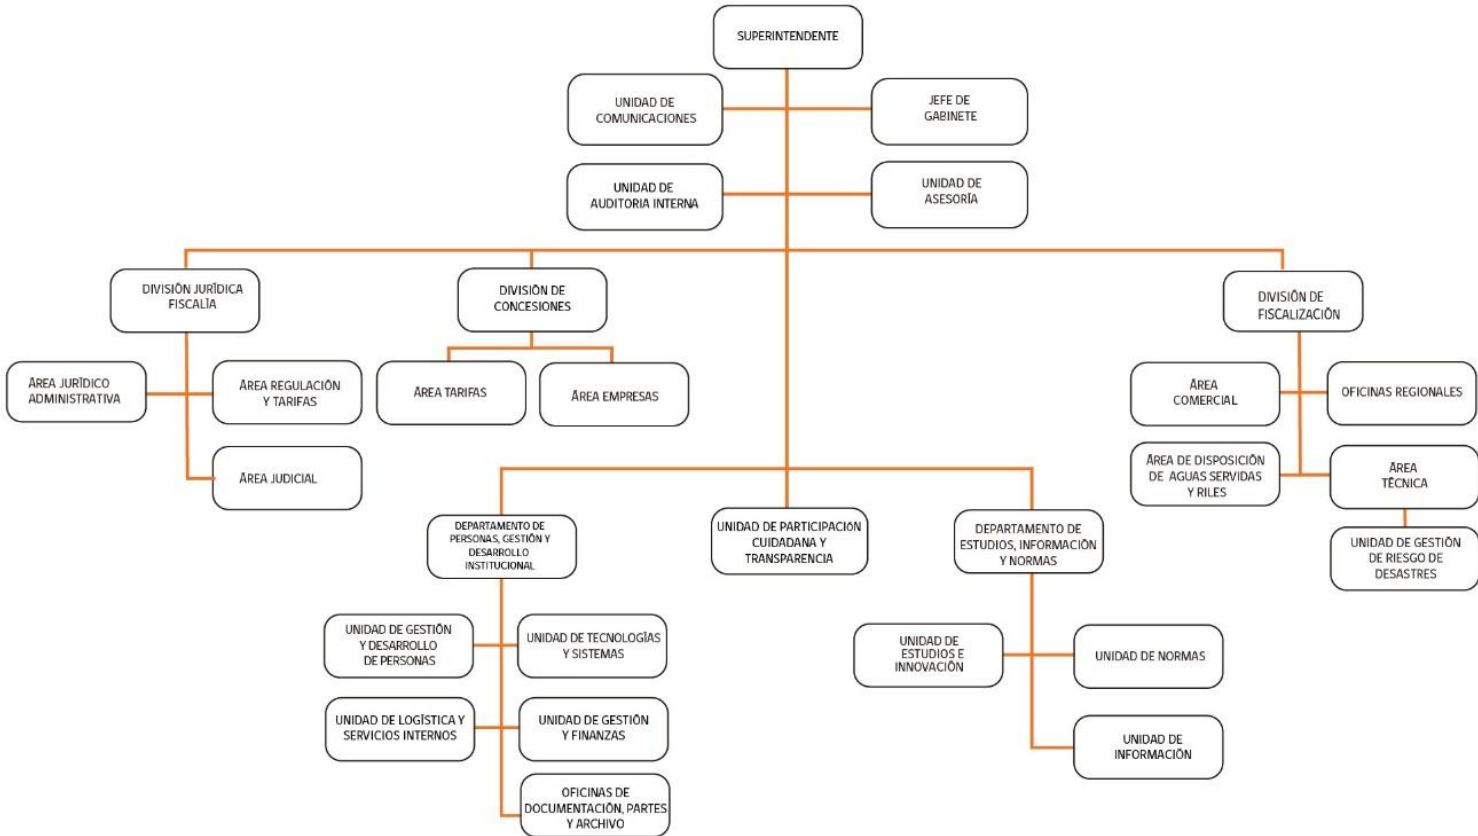 SUPERINTENDENTE
UNIDAD DE
COMUNICACIONES
JEFE DE
GABINETE
UNIDAD DE
AUDITORIA INTERNA
UNIDAD DE
ASESORÍA
DIVISIÓN JURÍDICA
FISCALÍA
DIVISIÓN DE
CONCESIONES
DIVISIÓN DE
FISCALIZACIÓN
ÁREA JURÍDICO
ADMINISTRATIVA
ÁREA REGULACIÓN
Y TARIFAS
ÁREA TARIFAS
ÁREA EMPRESAS
ÁREA
COMERCIAL
OFICINAS REGIONALES
ÁREA JUDICIAL
ÁREA DE DISPOSICIÓN
DE AGUAS SERVIDAS
Y RILES
ÁREA
TÉCNICA
DEPARTAMENTO DE
PERSONAS, GESTIÓN Y
DESARROLLO
INSTITUCIONAL
UNIDAD DE PARTICIPACIÓN
CUIDADANA Y
TRANSPARENCIA
DEPARTAMENTO DE
ESTUDIOS, INFORMACIÓN
Y NORMAS
UNIDAD DE GESTIÓN
DE RIESGO DE
DESASTRES
UNIDAD DE GESTIÓN
Y DESARROLLO
DE PERSONAS
UNIDAD DE TECNOLOGÍAS
Y SISTEMAS
UNIDAD DE
ESTUDIOS E
INNOVACIÓN
UNIDAD DE NORMAS
UNIDAD DE LOGÍSTICA Y
SERVICIOS INTERNOS
UNIDAD DE GESTIÓN
Y FINANZAS
UNIDAD DE
INFORMACIÓN
OFICINAS DE
DOCUMENTACIÓN, PARTES
Y ARCHIVO